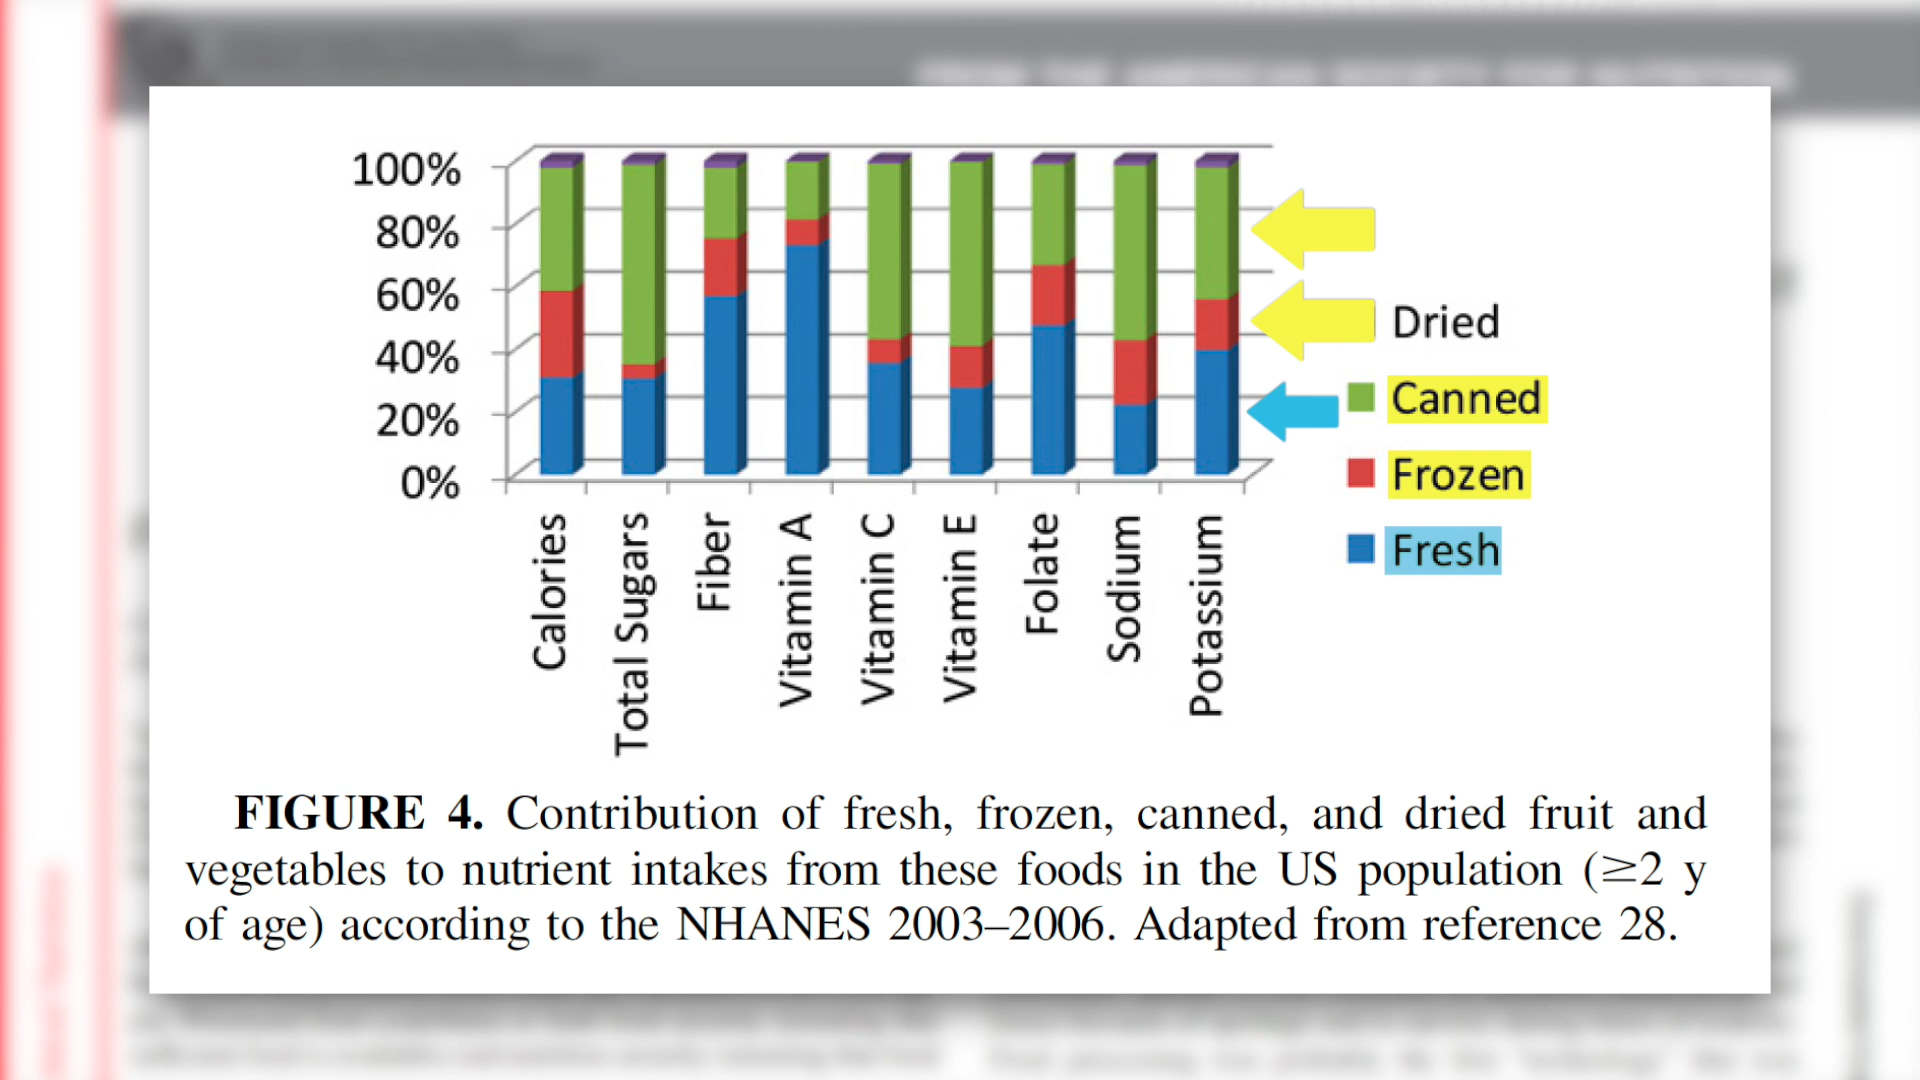 100%
80%
60%
40%
20%
0%
Calories
Total Sugars
Fiber
Vitamin A
Vitamin C
Vitamin E
Folate
Sodium
Potassium
Dried
Canned
Frozen
Fresh
FIGURE 4. Contribution of fresh, frozen, canned, and dried fruit and
vegetables to nutrient intakes from these foods in the US population (≥2 y
of age) according to the NHANES 2003–2006. Adapted from reference 28.